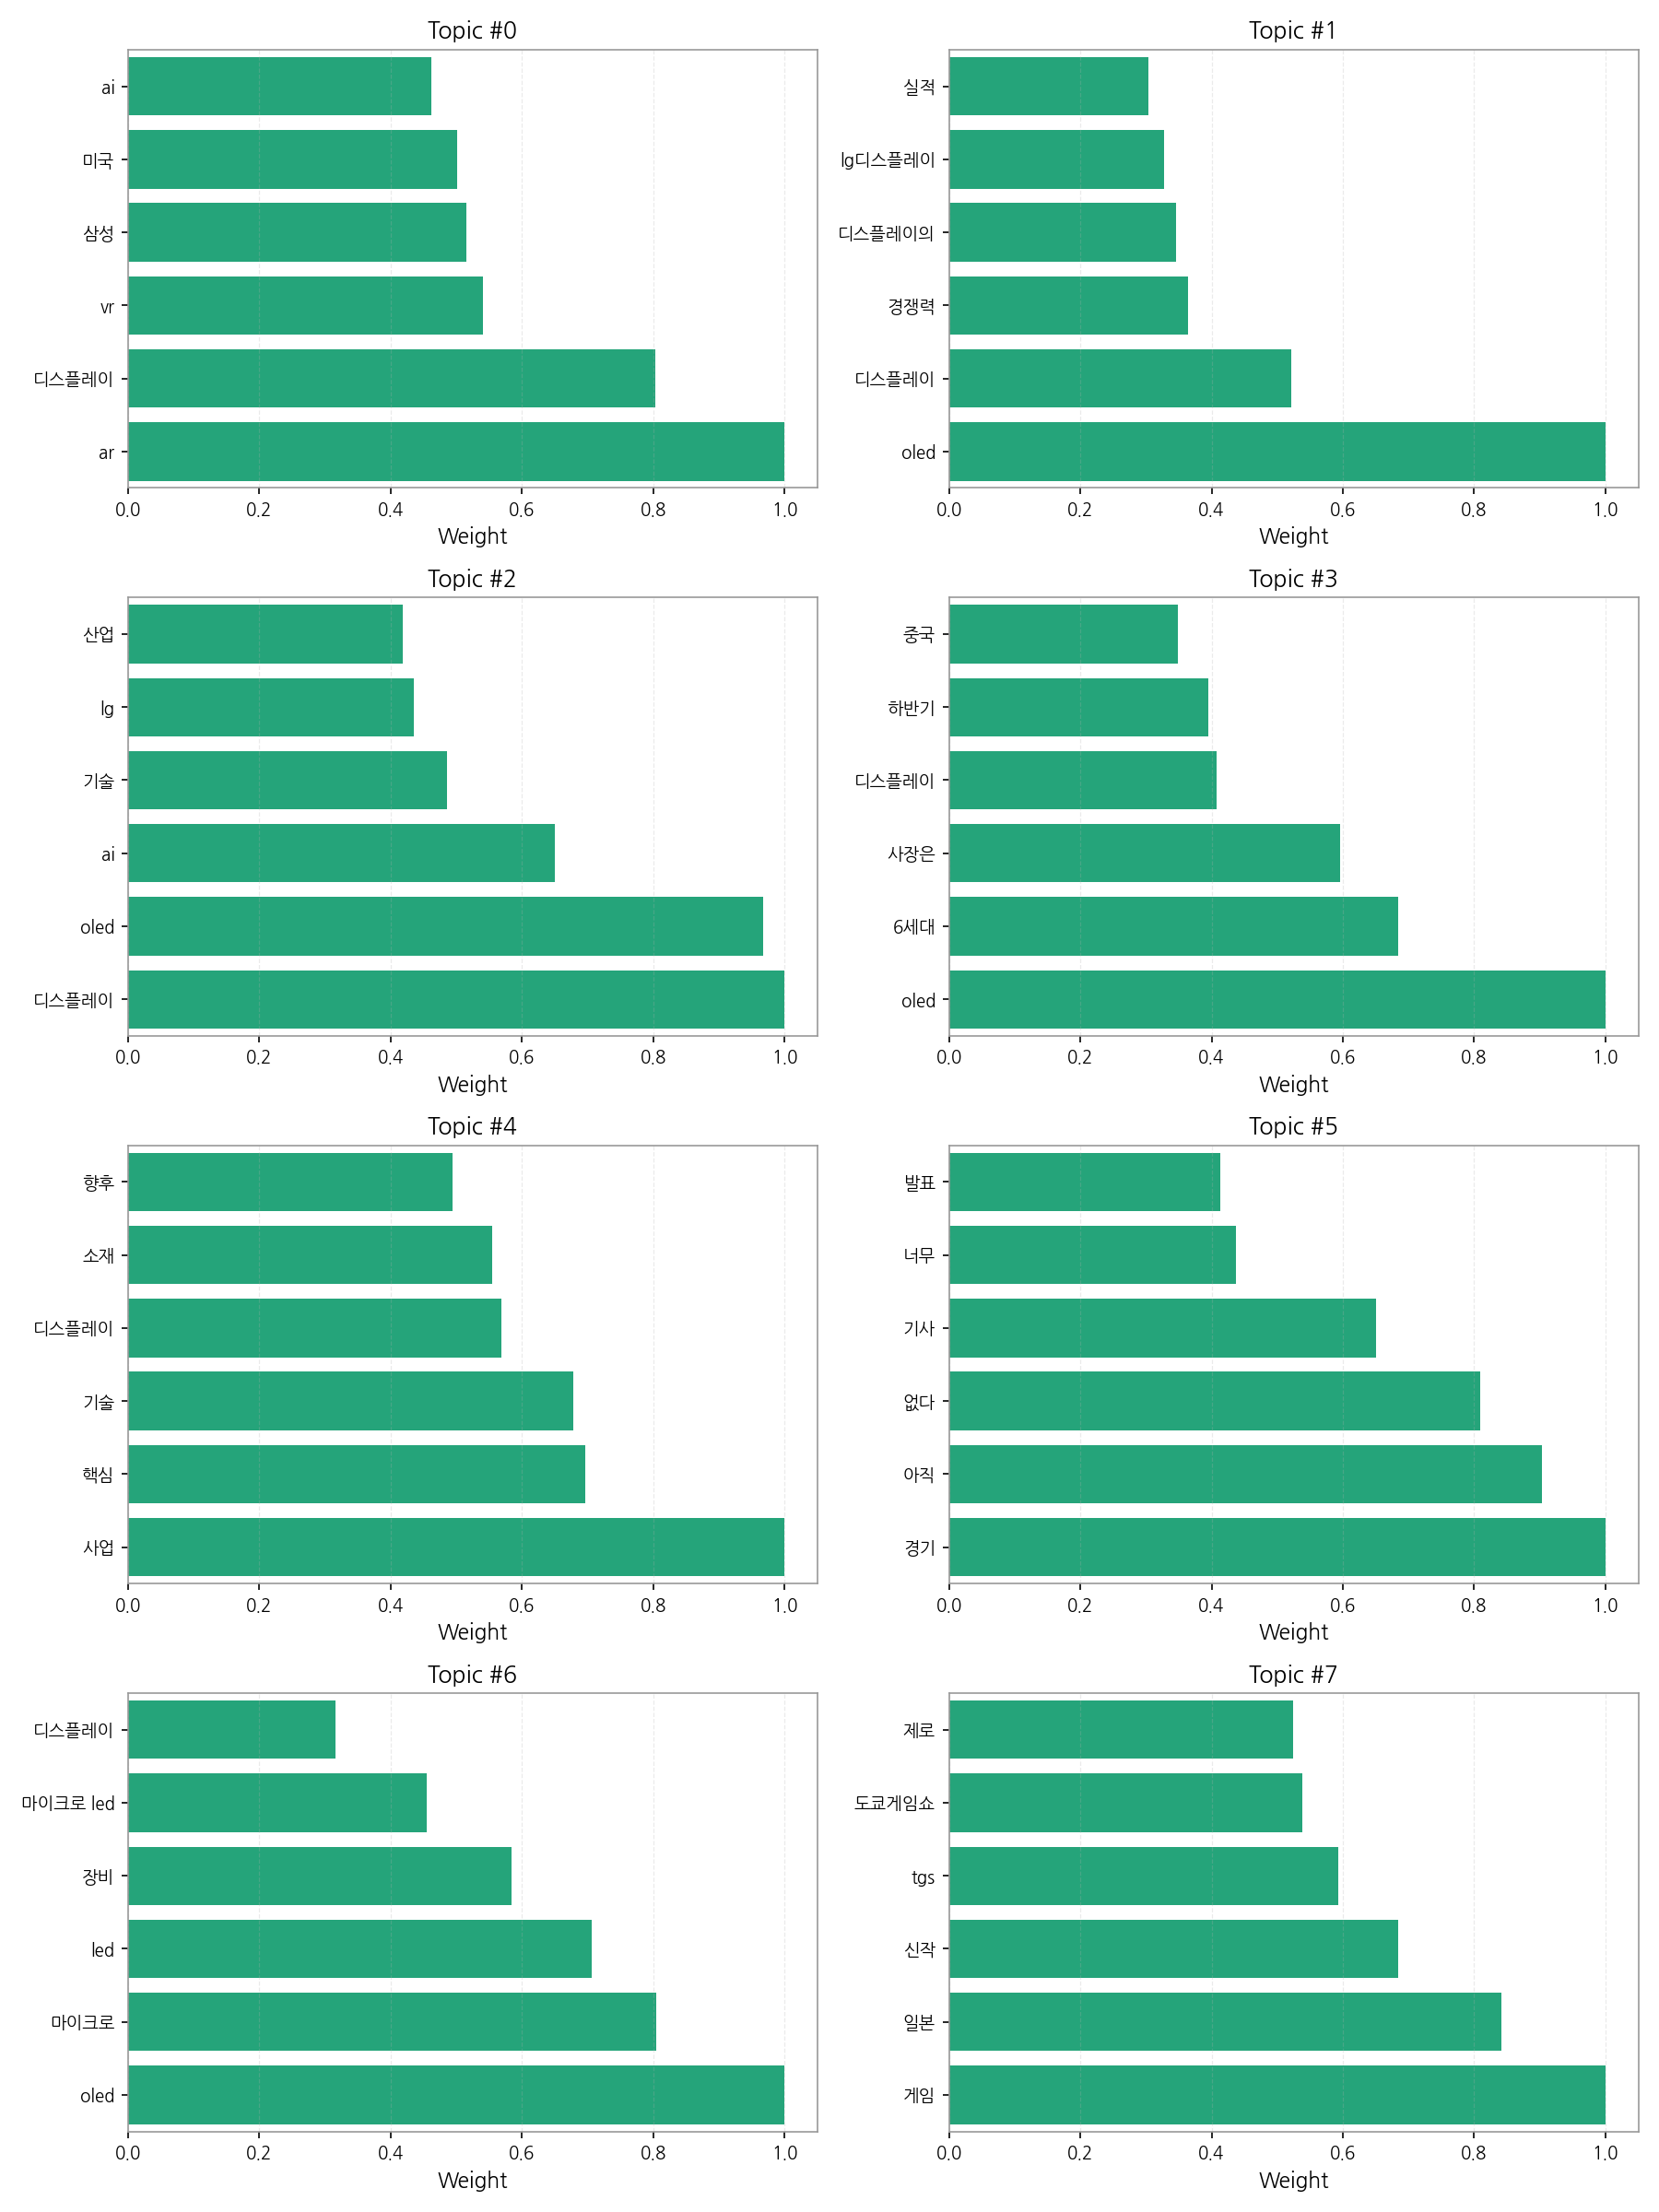 Topic #0
ai
미국
삼성
vr
디스플레이
ar
0.0 0.2 0.4 0.6 0.8 1.0
Weight
Topic #1
실적
lg디스플레이
디스플레이의
경쟁력
디스플레이
oled
0.0 0.2 0.4 0.6 0.8 1.0
Weight
Topic #2
산업
lg
기술
ai
oled
디스플레이
0.0 0.2 0.4 0.6 0.8 1.0
Weight
Topic #3
중국
하반기
디스플레이
사장은
6세대
oled
0.0 0.2 0.4 0.6 0.8 1.0
Weight
Topic #4
향후
소재
디스플레이
기술
핵심
사업
0.0 0.2 0.4 0.6 0.8 1.0
Weight
Topic #5
발표
너무
기사
없다
아직
경기
0.0 0.2 0.4 0.6 0.8 1.0
Weight
Topic #6
디스플레이
마이크로 led
장비
led
마이크로
oled
0.0 0.2 0.4 0.6 0.8 1.0
Weight
Topic #7
제로
도쿄게임쇼
tgs
신작
일본
게임
0.0 0.2 0.4 0.6 0.8 1.0
Weight